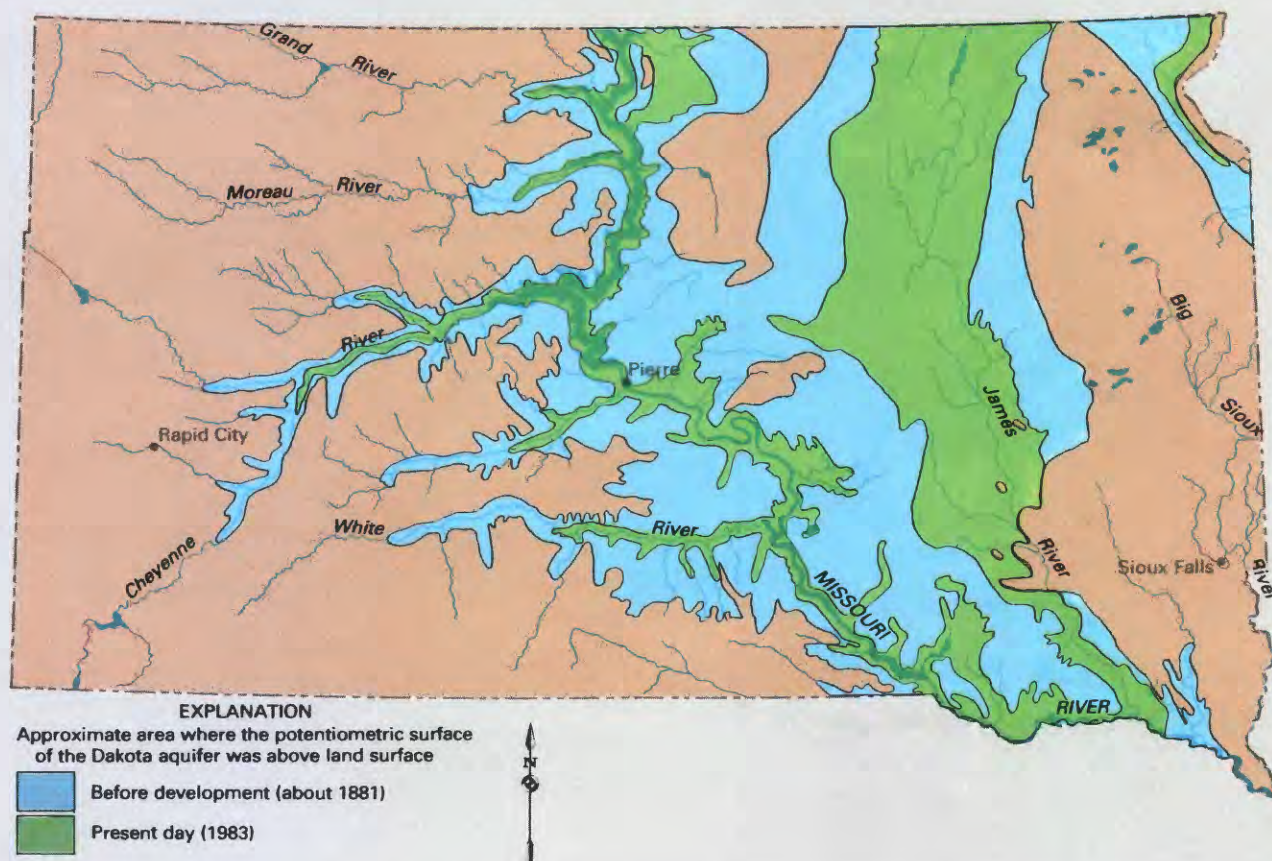 Grand
River
Moreau
River
River
Pierre
Big
Sioux
James
Rapid City
White
River
Cheyenne
River
Sioux Falls
River
MISSOURI
RIVER
EXPLANATION
Approximate area where the potentiometric surface
of the Dakota aquifer was above land surface
N
Before development (about 1881)
Present day (1983)